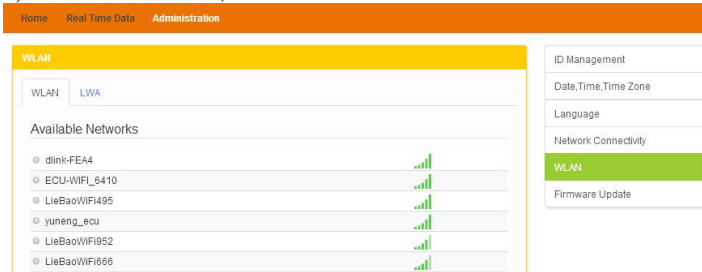 Home Real Time Data Administration
WLAN
WLAN LWA
Available Networks
dlink-FEA4
ECU-WIFI_6410
LieBaoWiFi495
yuneng_ecu
LieBaoWiFi952
LieBaoWiFi666
ID Management
Date,Time,Time Zone
Language
Network Connectivity
WLAN
Firmware Update